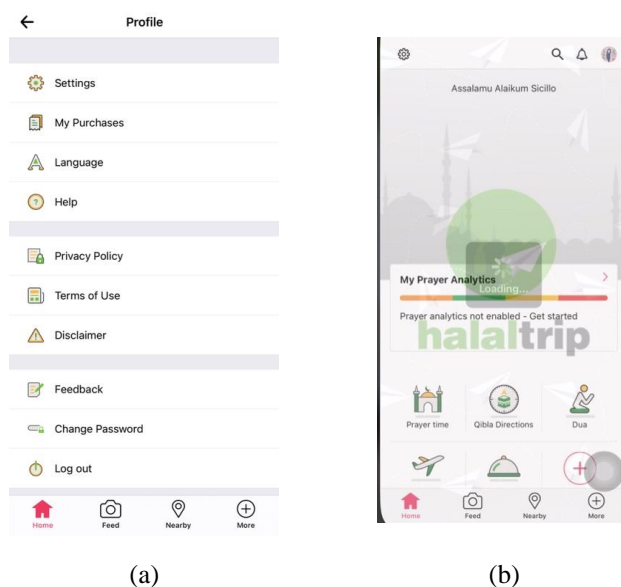 Profile
Settings
My Purchases
Language
Help
Privacy Policy
Terms of Use
Disclaimer
Feedback
Change Password
Log out
Home Feed Nearby More
(a)
Assalamu Alaikum Sicillo
My Prayer Analytics
Loading...
Prayer analytics not enabled - Get started
halaltrip
Prayer time Qibla Directions Dua
Home Feed Nearby More
(b)